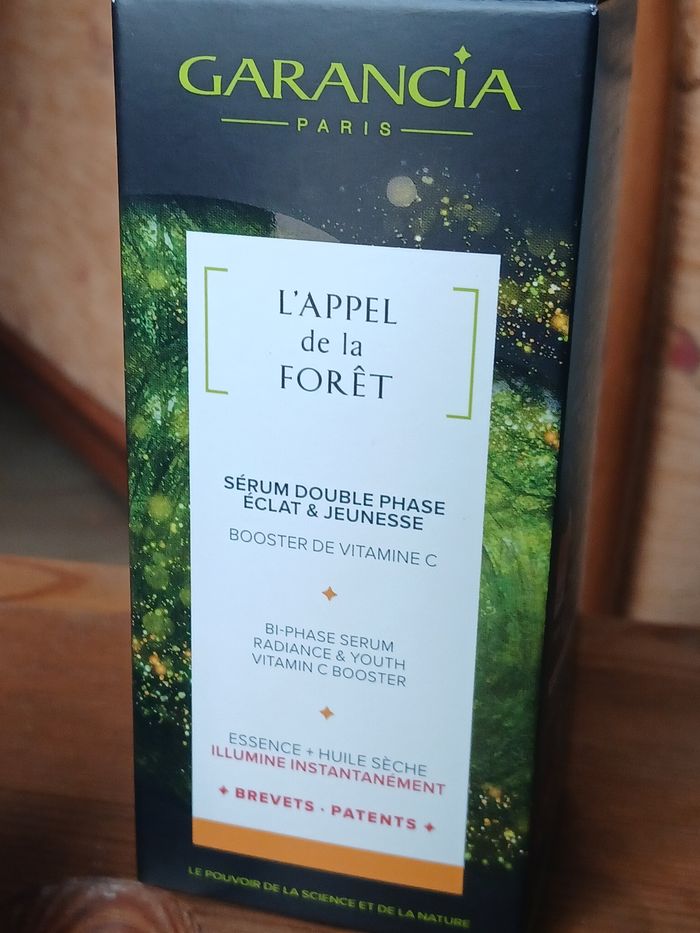 GARANCIA
PARIS
L'APPEL
de la
FORÊT
SÉRUM DOUBLE PHASE
ÉCLAT & JEUNESSE
BOOSTER DE VITAMINE C
BI-PHASE SERUM
RADIANCE & YOUTH
VITAMIN C BOOSTER
ESSENCE + HUILE SÈCHE
ILLUMINE INSTANTANÉMENT
BREVETS · PATENTS
LE POUVOIR DE LA SCIENCE ET DE LA NATURE